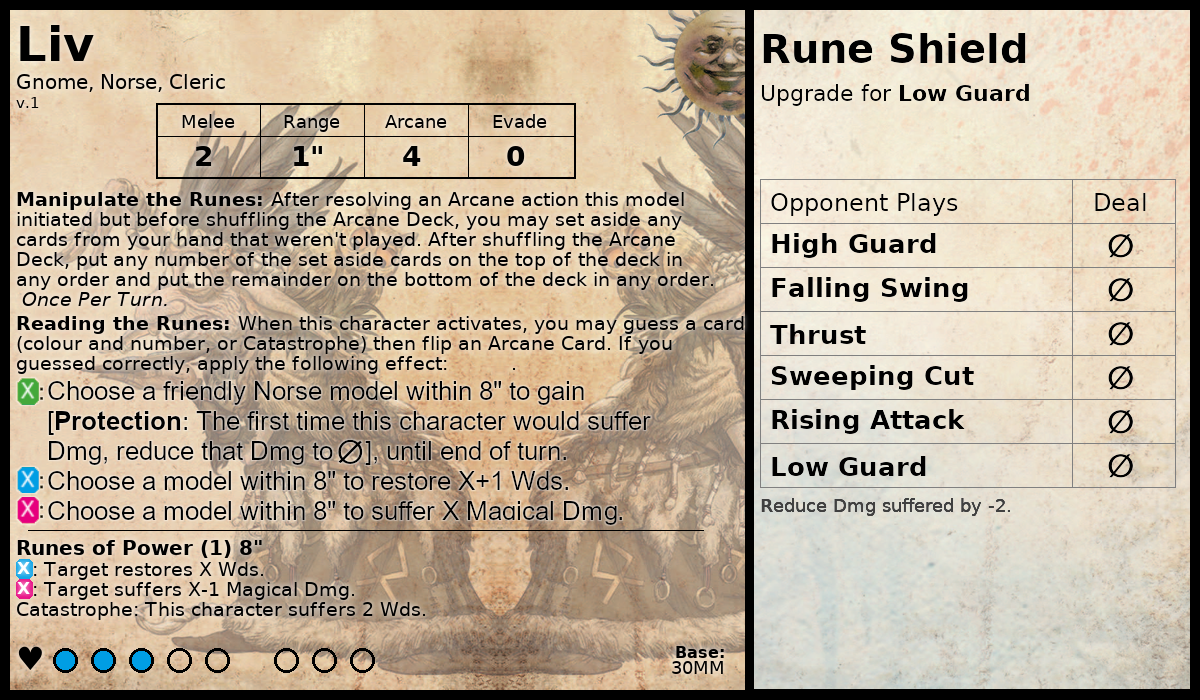 Liv
Gnome, Norse, Cleric
v.1
Melee Range Arcane Evade
2 1" 4 0
Manipulate the Runes: After resolving an Arcane action this model
initiated but before shuffling the Arcane Deck, you may set aside any
cards from your hand that weren't played. After shuffling the Arcane
Deck, put any number of the set aside cards on the top of the deck in
any order and put the remainder on the bottom of the deck in any order.
Once Per Turn.
Reading the Runes: When this character activates, you may guess a card
(colour and number, or Catastrophe) then flip an Arcane Card. If you
guessed correctly, apply the following effect: .
X: Choose a friendly Norse model within 8" to gain
[Protection: The first time this character would suffer
Dmg, reduce that Dmg to ∅], until end of turn.
X: Choose a model within 8" to restore X+1 Wds.
X: Choose a model within 8" to suffer X Magical Dmg.
Runes of Power (1) 8"
X: Target restores X Wds.
X: Target suffers X-1 Magical Dmg.
Catastrophe: This character suffers 2 Wds.
Base:
30MM
Rune Shield
Upgrade for Low Guard
Opponent Plays Deal
High Guard ∅
Falling Swing ∅
Thrust ∅
Sweeping Cut ∅
Rising Attack ∅
Low Guard ∅
Reduce Dmg suffered by -2.